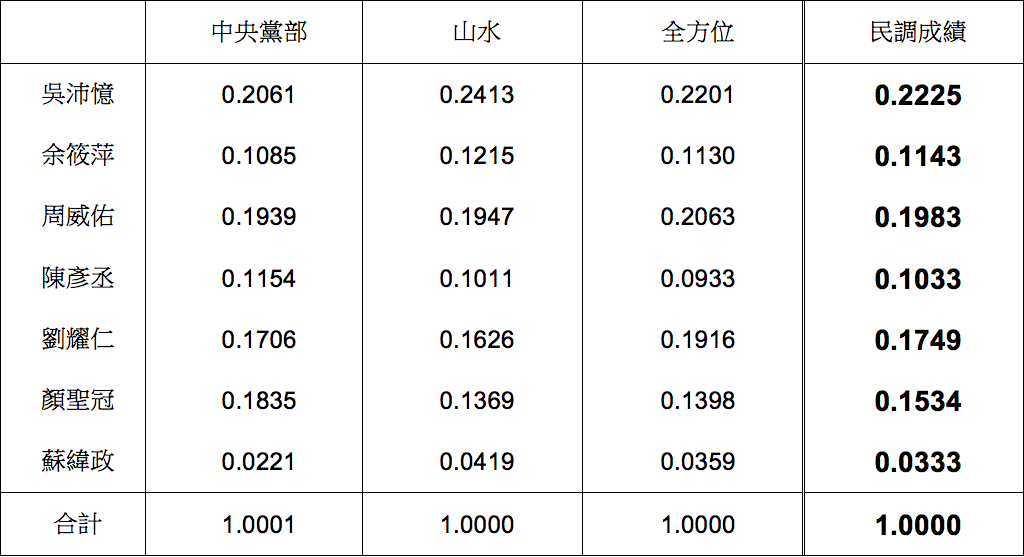 中央黨部 山水 全方位 民調成績
吳沛憶 0.2061 0.2413 0.2201 0.2225
余筱萍 0.1085 0.1215 0.1130 0.1143
周威佑 0.1939 0.1947 0.2063 0.1983
陳彥丞 0.1154 0.1011 0.0933 0.1033
劉耀仁 0.1706 0.1626 0.1916 0.1749
顏聖冠 0.1835 0.1369 0.1398 0.1534
蘇緯政 0.0221 0.0419 0.0359 0.0333
合計 1.0001 1.0000 1.0000 1.0000